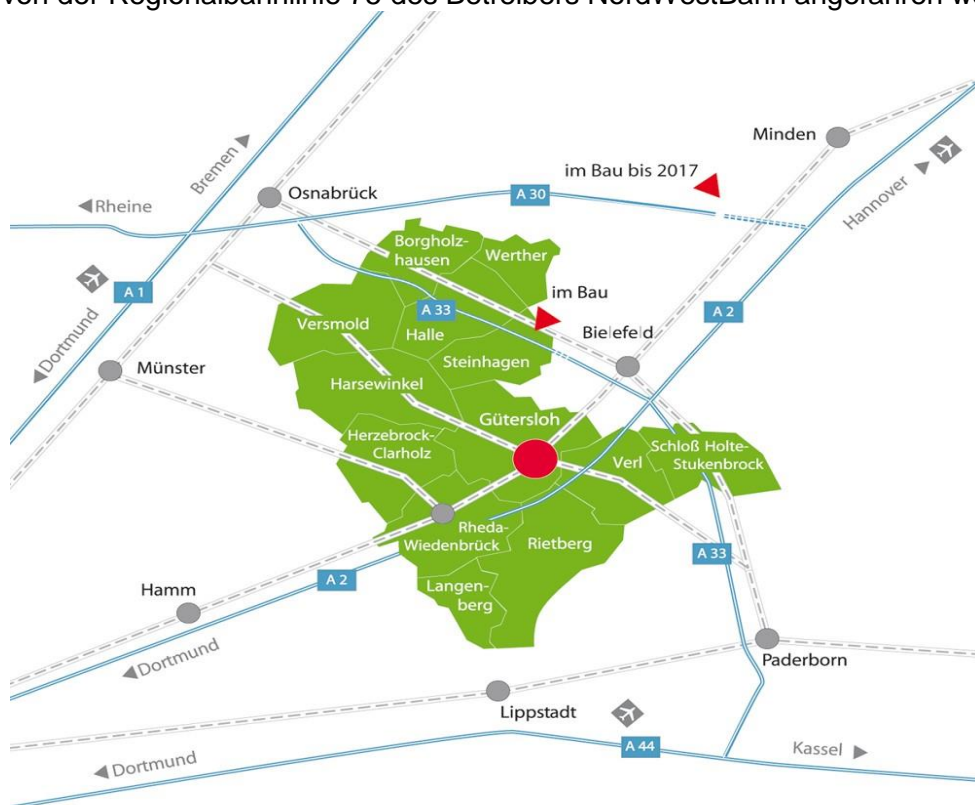 von der Regionalbahnlinie 75 des Betreibers NordWestBahn angefahren
Minden
im Bau bis 2017
Bremen
Osnabrück
Rheine
A 30
Hannover
Borgholz-
hausen
Werther
A 1
A 33
im Bau
A 2
Versmold
Halle
Bielefeld
Dortmund
Münster
Steinhagen
Harsewinkel
Gütersloh
Herzebrock-
Clarholz
Verl
Schloß Holte-
Stukenbrock
Rheda-
Wiedenbrück
Rietberg
A 33
A 2
Hamm
Langen-
berg
Dortmund
Paderborn
Lippstadt
A 44
Kassel
Dortmund